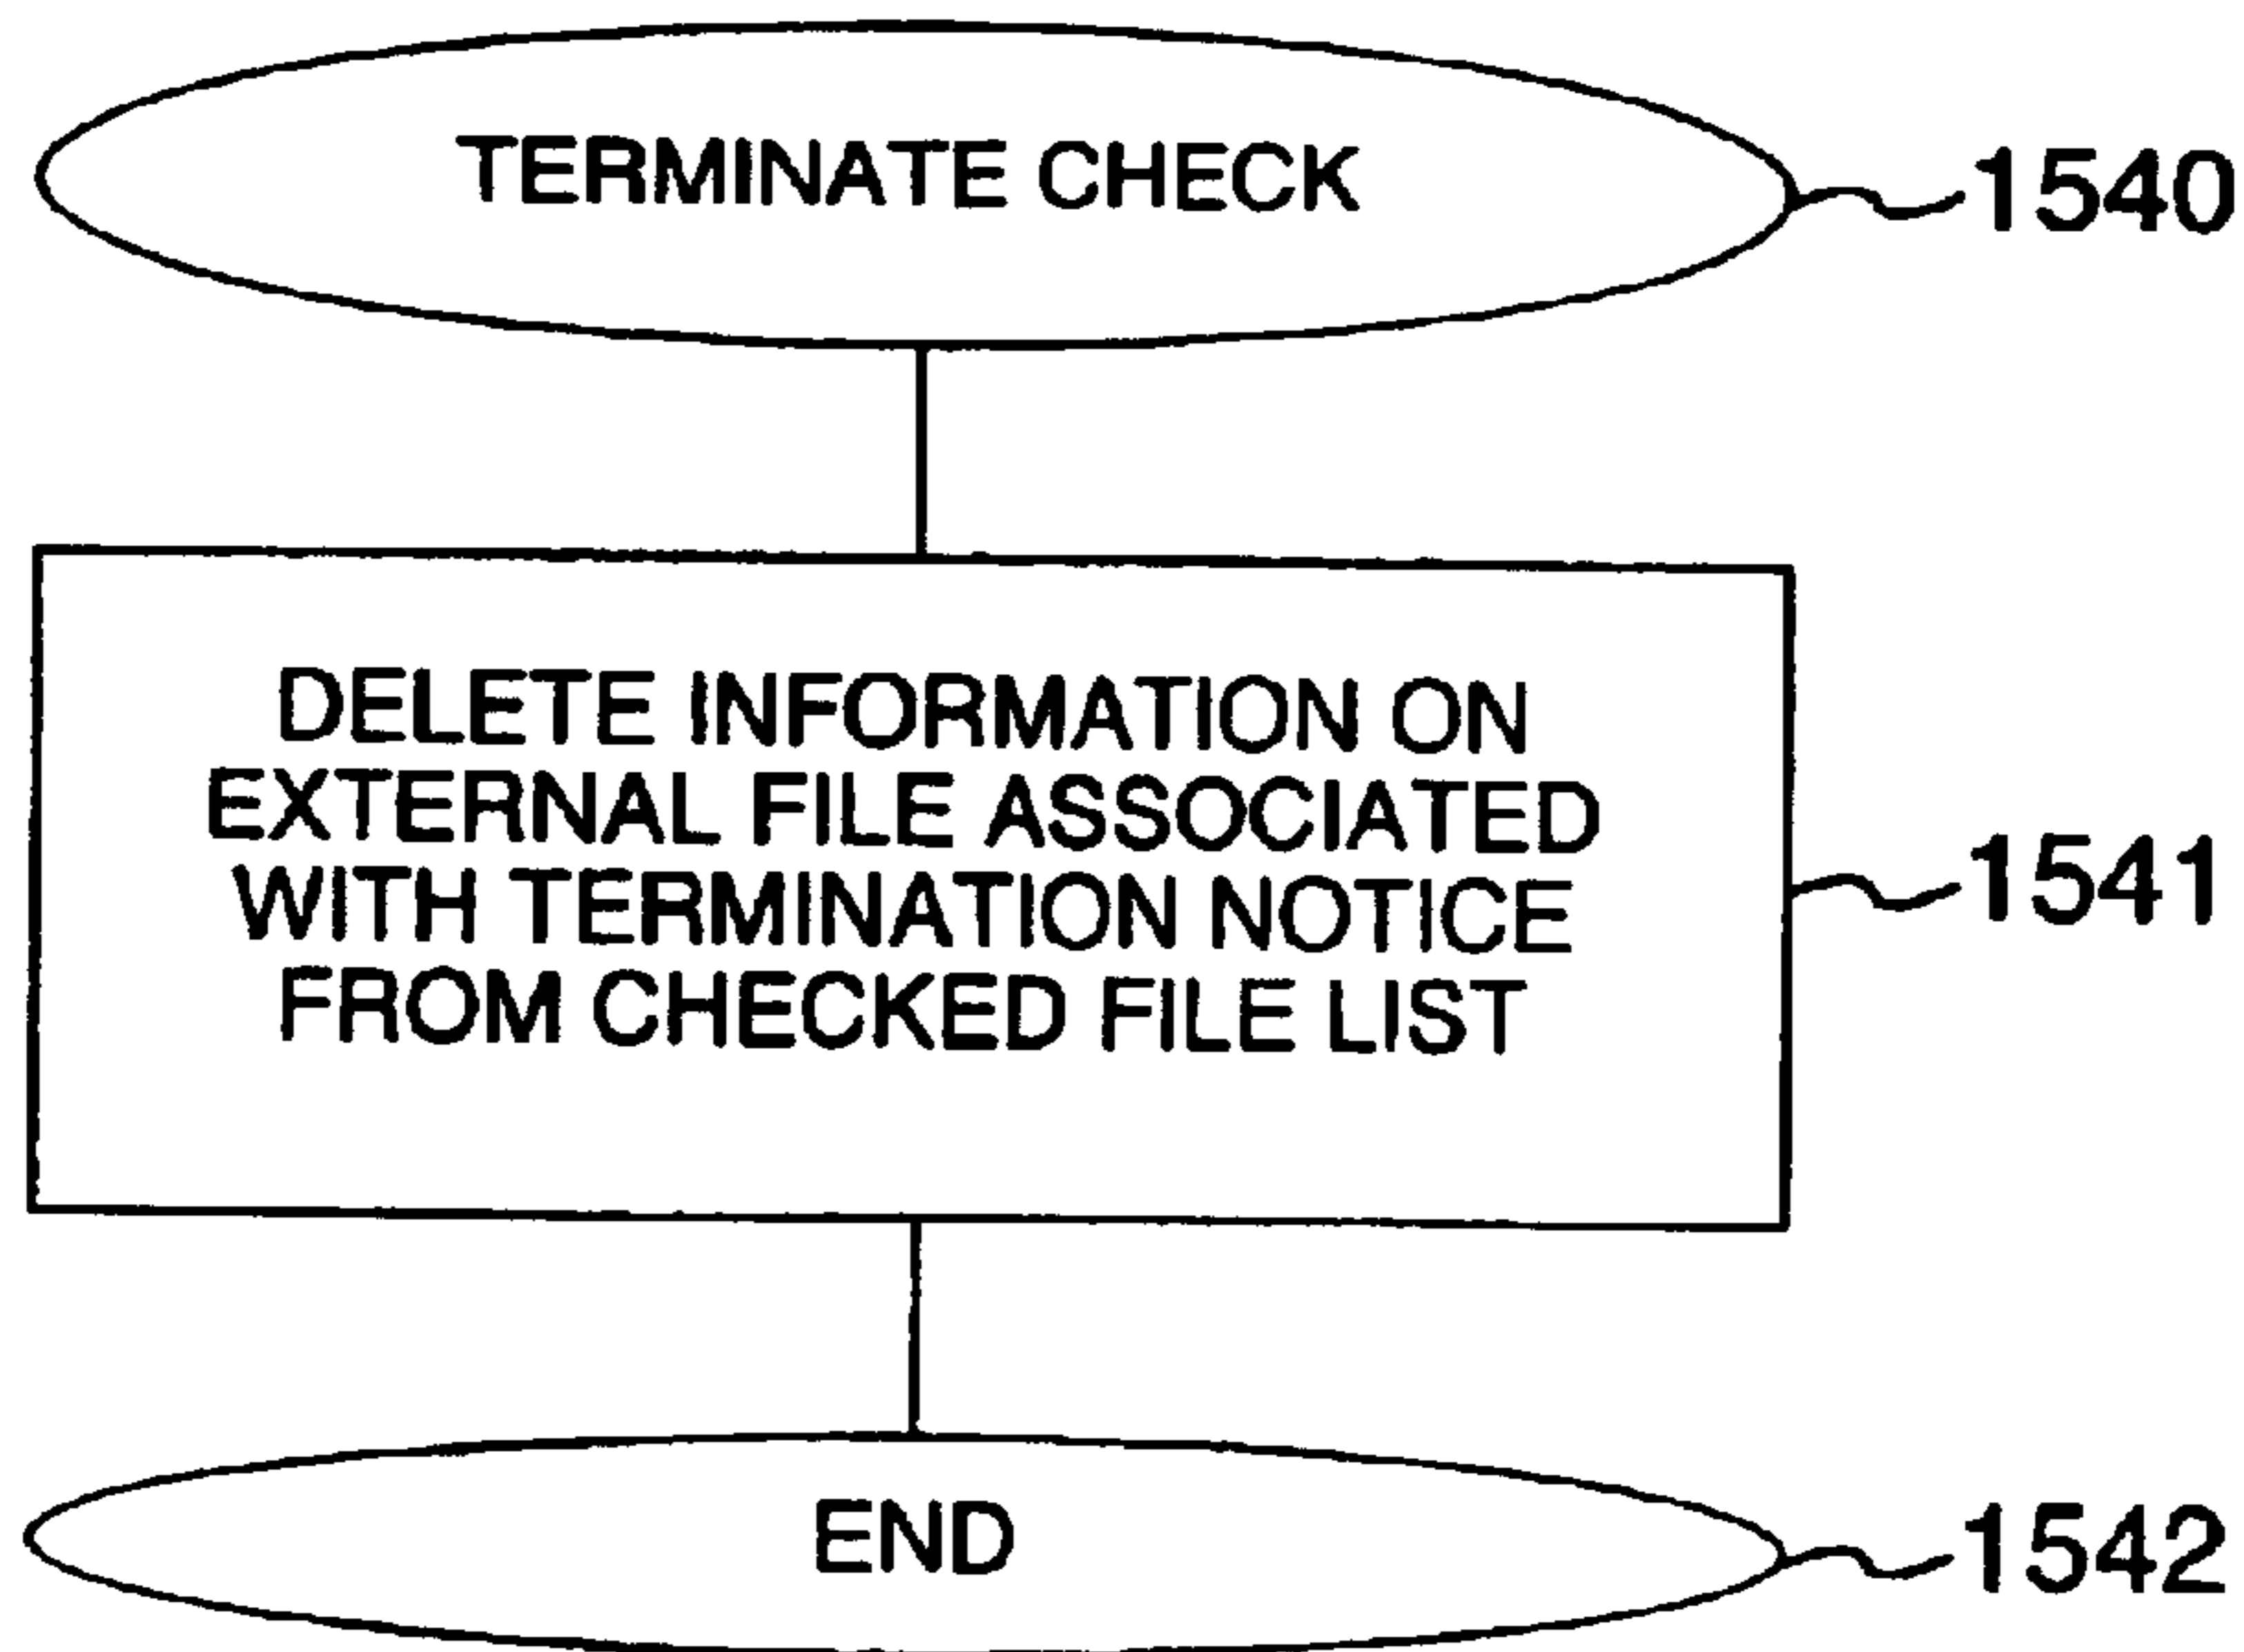 TERMINATE CHECK
1540
DELETE INFORMATION ON
EXTERNAL FILE ASSOCIATED
WITH TERMINATION NOTICE
FROM CHECKED FILE LIST
1541
END
1542